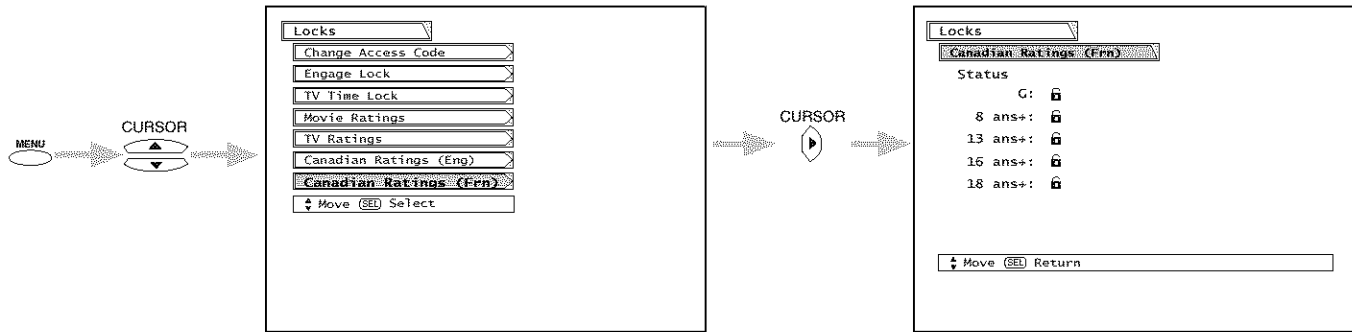 MENU
CURSOR
Locks
Change Access Code
Engage Lock
TV Time Lock
Movie Ratings
TV Ratings
Canadian Ratings (Eng)
Canadian Ratings (Frn)
Move SEL Select
CURSOR
Locks
Canadian Ratings (Frn)
Status
G:
8 ans+:
13 ans+:
16 ans+:
18 ans+:
Move SEL Return